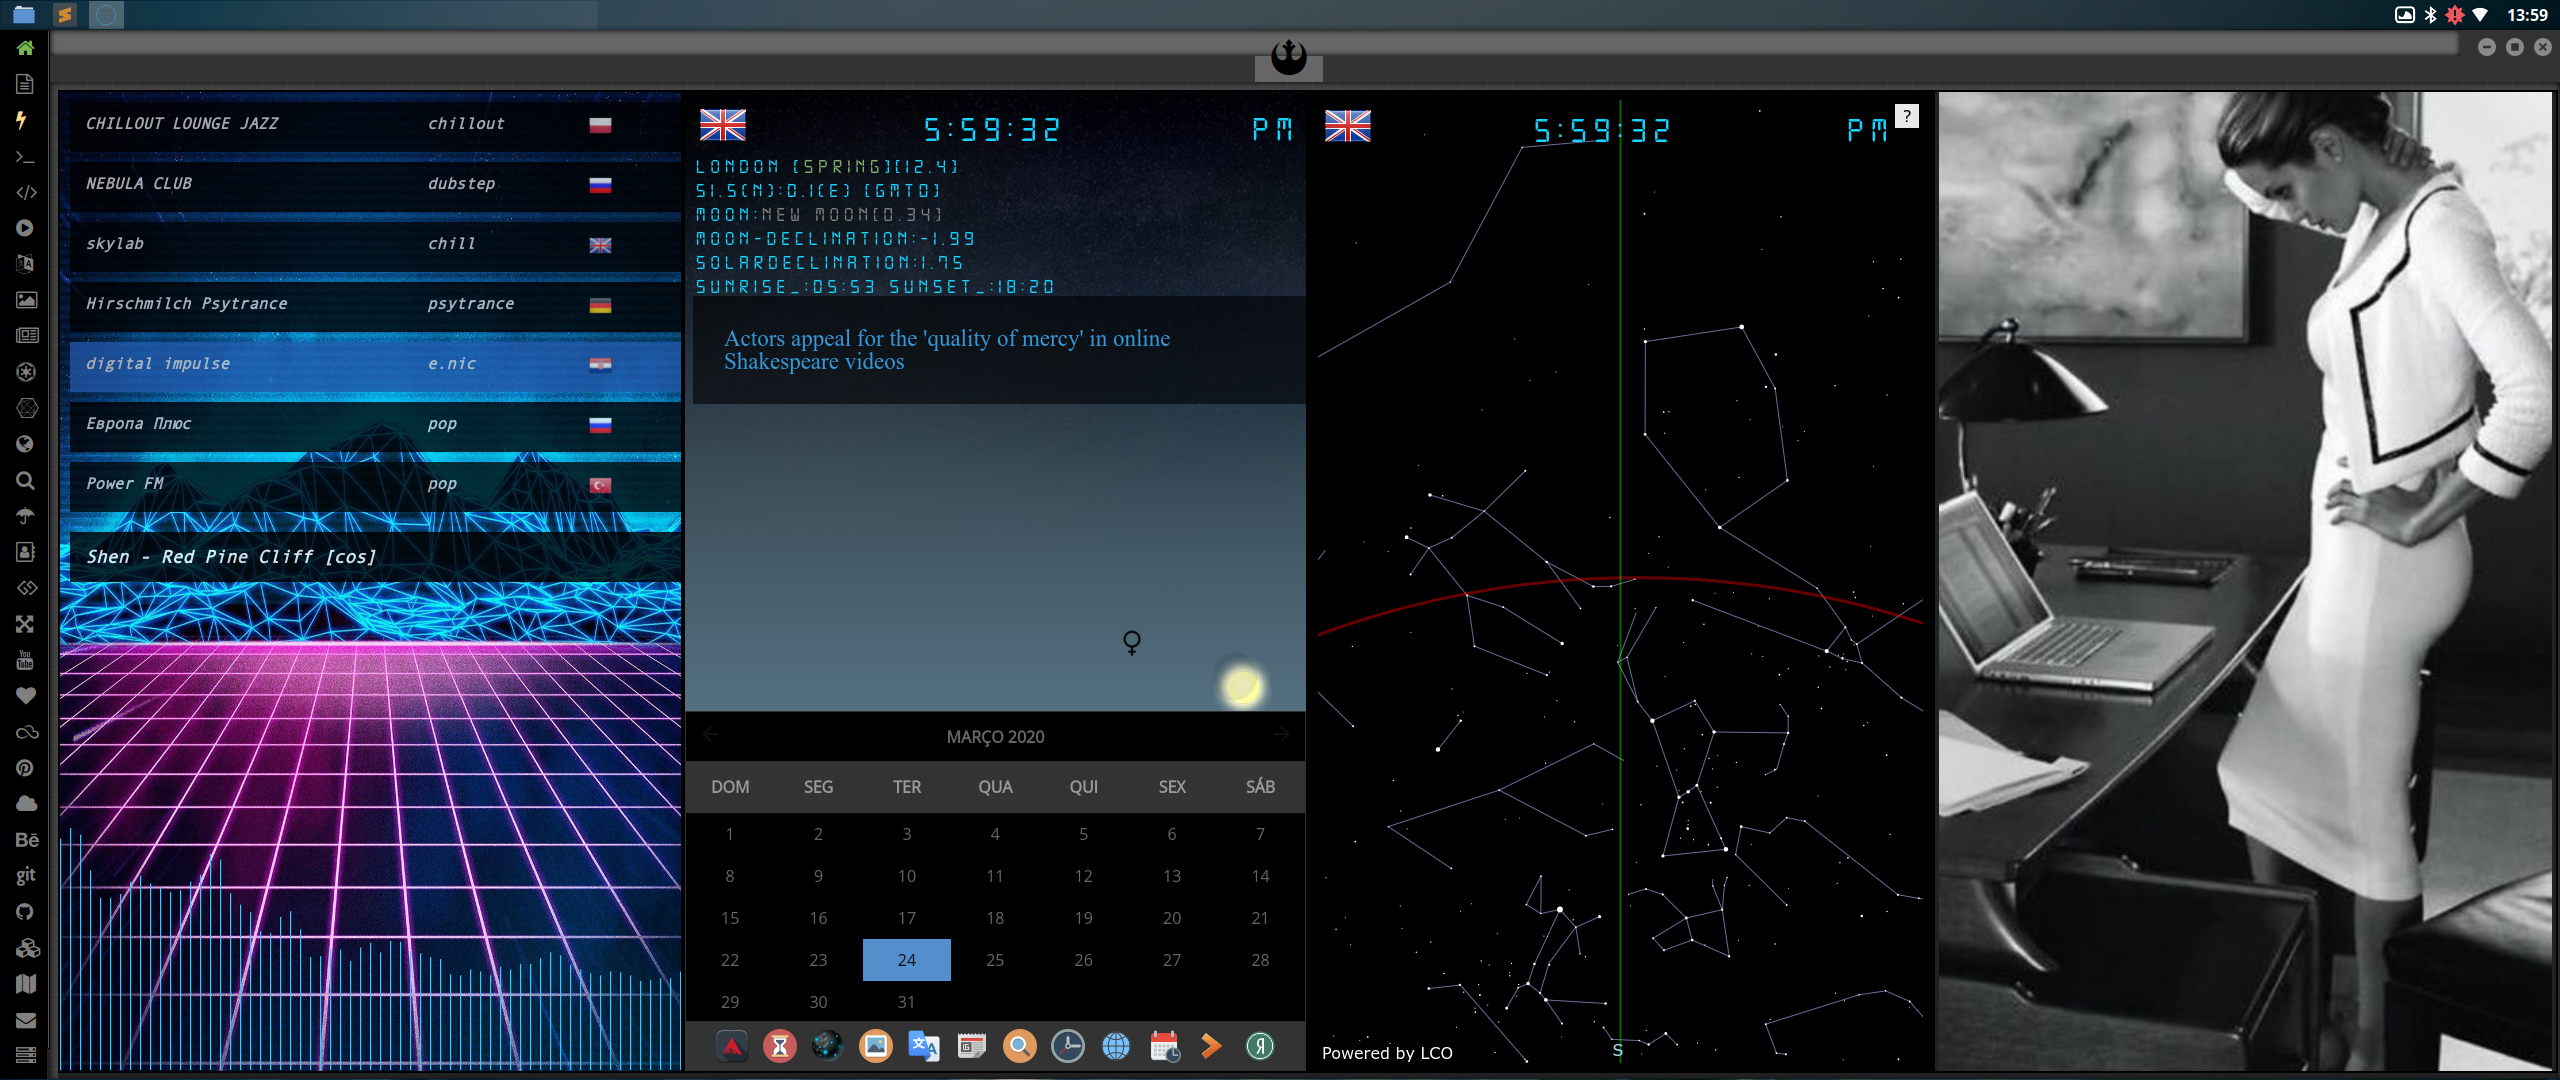 13:59
CHILLOUT LOUNGE JAZZ chillout
NEBULA CLUB dubstep
skylab chill
Hirschmilch Psytrance psytrance
digital impulse e.nic
Европа Плюс pop
Power FM pop
Shen - Red Pine Cliff [cos]
You
Tube
Bē
git
5:59:32 PM
LONDON [SPRING][12.4]
51.5(N):0.1(E) [GMT0]
MOON:NEW MOON[0.34]
MOON-DECLINATION:-1.99
SOLARDECLINATION:1.75
SUNRISE_:05:53 SUNSET_:18:20
Actors appeal for the 'quality of mercy' in online
Shakespeare videos
MARÇO 2020
DOM SEG TER QUA QUI SEX SÁB
1 2 3 4 5 6 7
8 9 10 11 12 13 14
15 16 17 18 19 20 21
22 23 24 25 26 27 28
29 30 31
5:59:32 PM
?
S
Powered by LCO